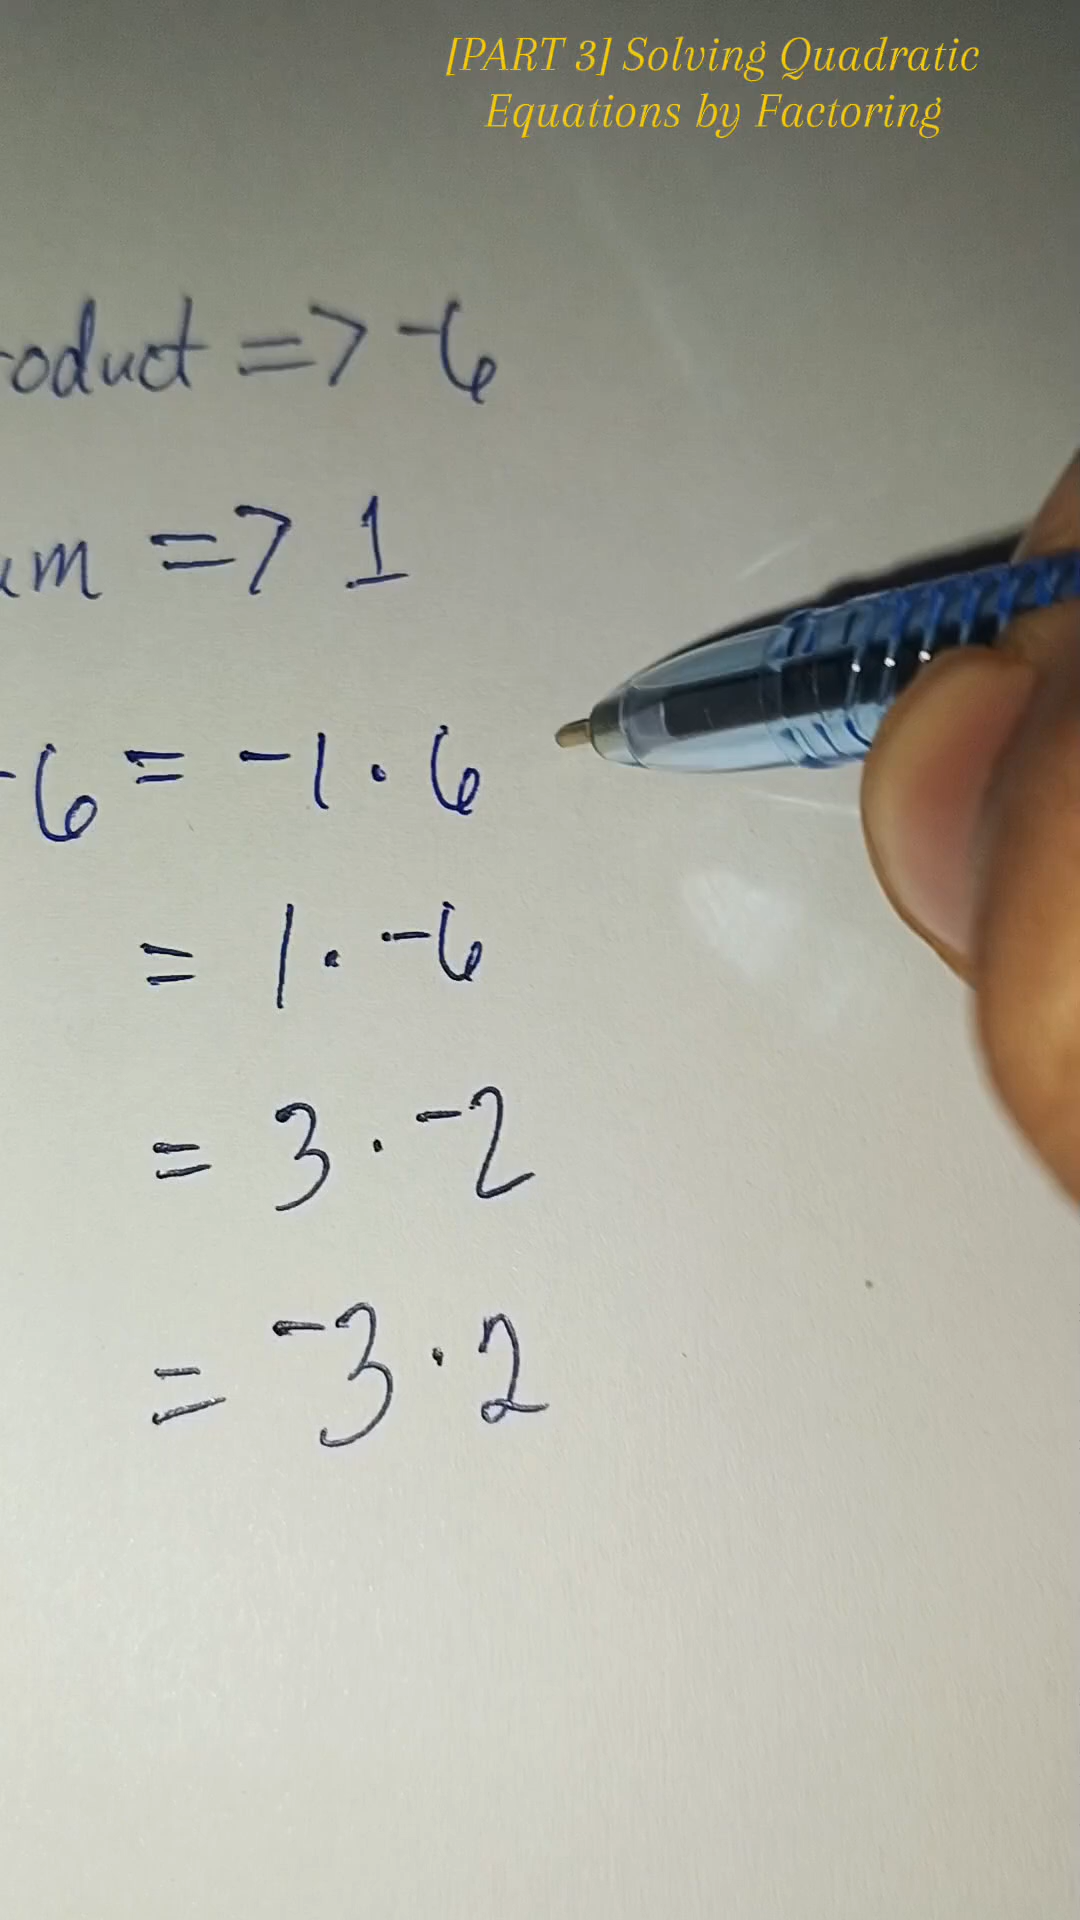 [PART 3] Solving Quadratic
Equations by Factoring
oduct => -6
um => 1
-6 = -1 · 6
= 1 · -6
= 3 · -2
= -3 · 2